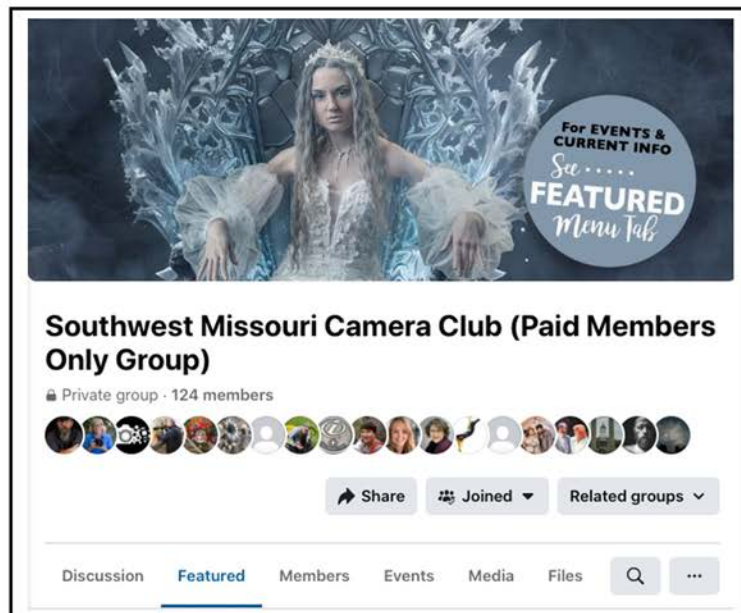 For EVENTS &
CURRENT INFO
See .....
FEATURED
Menu Tab
Southwest Missouri Camera Club (Paid Members
Only Group)
Private group · 124 members
Share
Joined
Related groups
Discussion
Featured
Members
Events
Media
Files